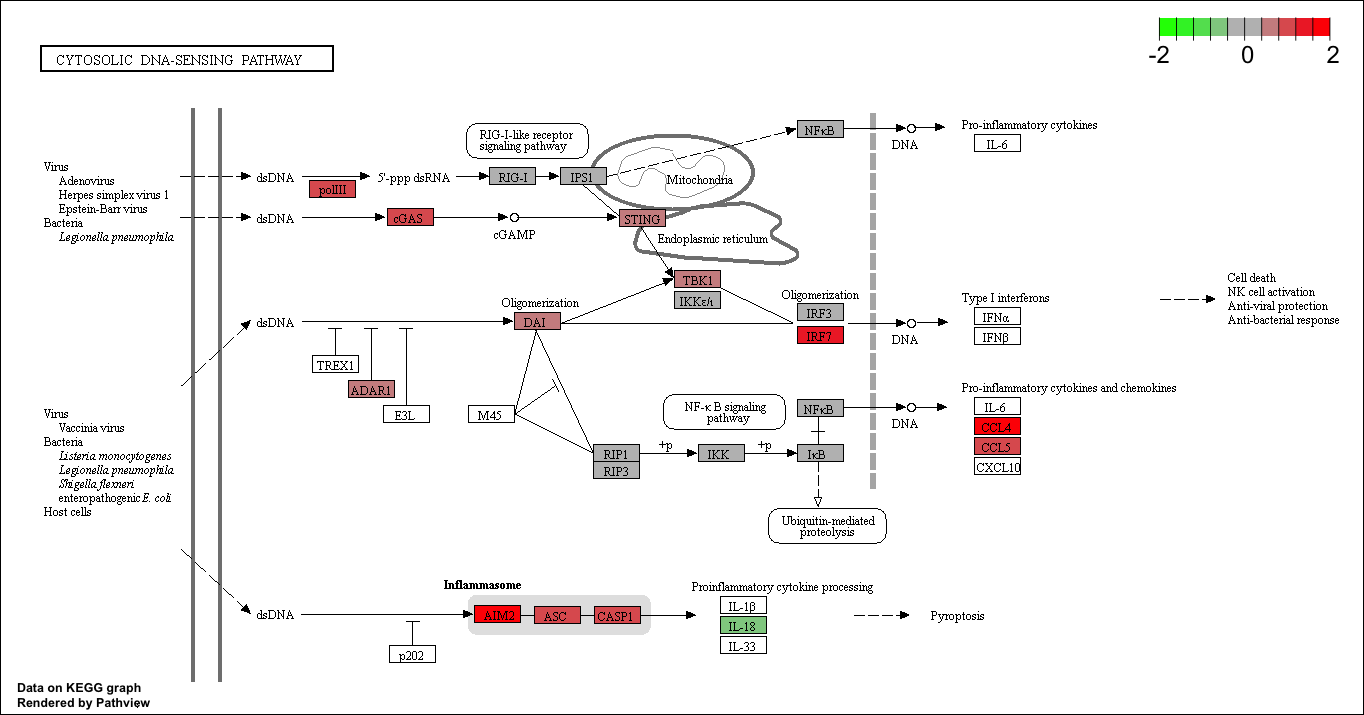 -2 0 2
CYTOSOLIC DNA-SENSING PATHWAY
Virus
Adenovirus
Herpes simplex virus 1
Epstein-Barr virus
Bacteria
Legionella pneumophila
dsDNA
polIII
5'-ppp dsRNA
RIG-I-like receptor
signaling pathway
RIG-I
IPS1
Mitochondria
NFκB
DNA
Pro-inflammatory cytokines
IL-6
dsDNA
cGAS
cGAMP
STING
Endoplasmic reticulum
TBK1
IKKε/ι
Oligomerization
dsDNA
DAI
Oligomerization
IRF3
IRF7
DNA
Type I interferons
IFNα
IFNβ
Cell death
NK cell activation
Anti-viral protection
Anti-bacterial response
TREX1
ADAR1
E3L
M45
NF-κ B signaling
pathway
NFκB
DNA
Pro-inflammatory cytokines and chemokines
IL-6
CCL4
CCL5
CXCL10
Virus
Vaccinia virus
Bacteria
Listeria monocytogenes
Legionella pneumophila
Shigella flexneri
enteropathogenic E. coli
Host cells
RIP1
RIP3
+p
IKK
+p
IκB
Ubiquitin-mediated
proteolysis
Inflammasome
dsDNA
AIM2
ASC
CASP1
p202
Proinflammatory cytokine processing
IL-1β
IL-18
IL-33
Pyroptosis
Data on KEGG graph
Rendered by Pathview